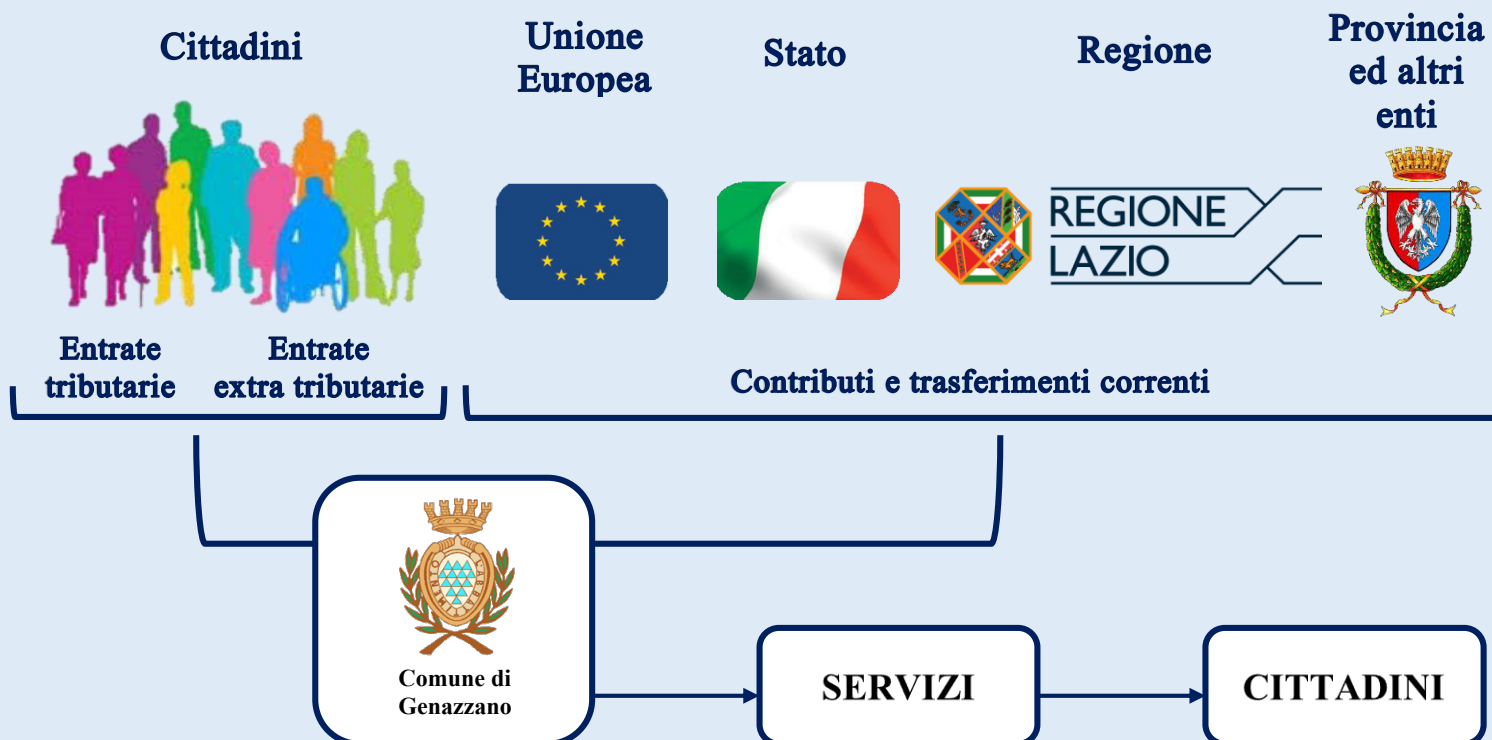 Cittadini
Unione
Europea
Stato
Regione
Provincia
ed altri
enti
REGIONE
LAZIO
Entrate
tributarie
Entrate
extra tributarie
Contributi e trasferimenti correnti
Comune di
Genazzano
SERVIZI
CITTADINI